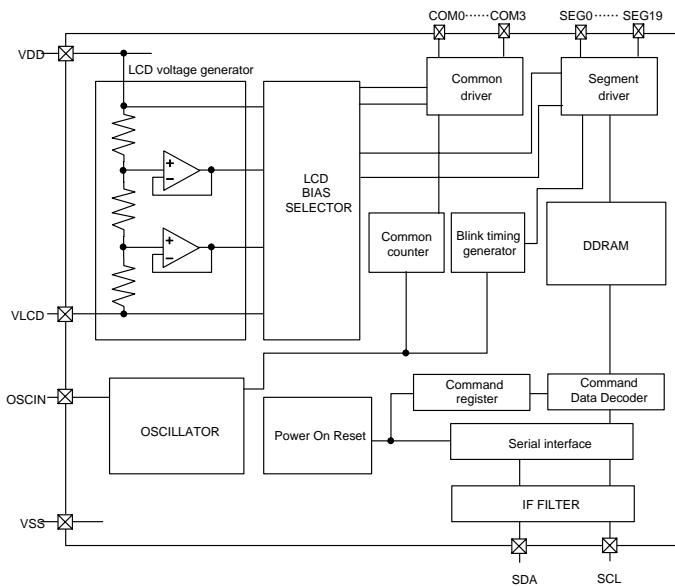 COM0······COM3
SEG0······ SEG19
VDD
LCD voltage generator
Common
driver
Segment
driver
+
−
LCD
BIAS
SELECTOR
Common
counter
Blink timing
generator
DDRAM
+
−
VLCD
Command
register
Command
Data Decoder
OSCIN
OSCILLATOR
Power On Reset
Serial interface
IF FILTER
VSS
SDA
SCL